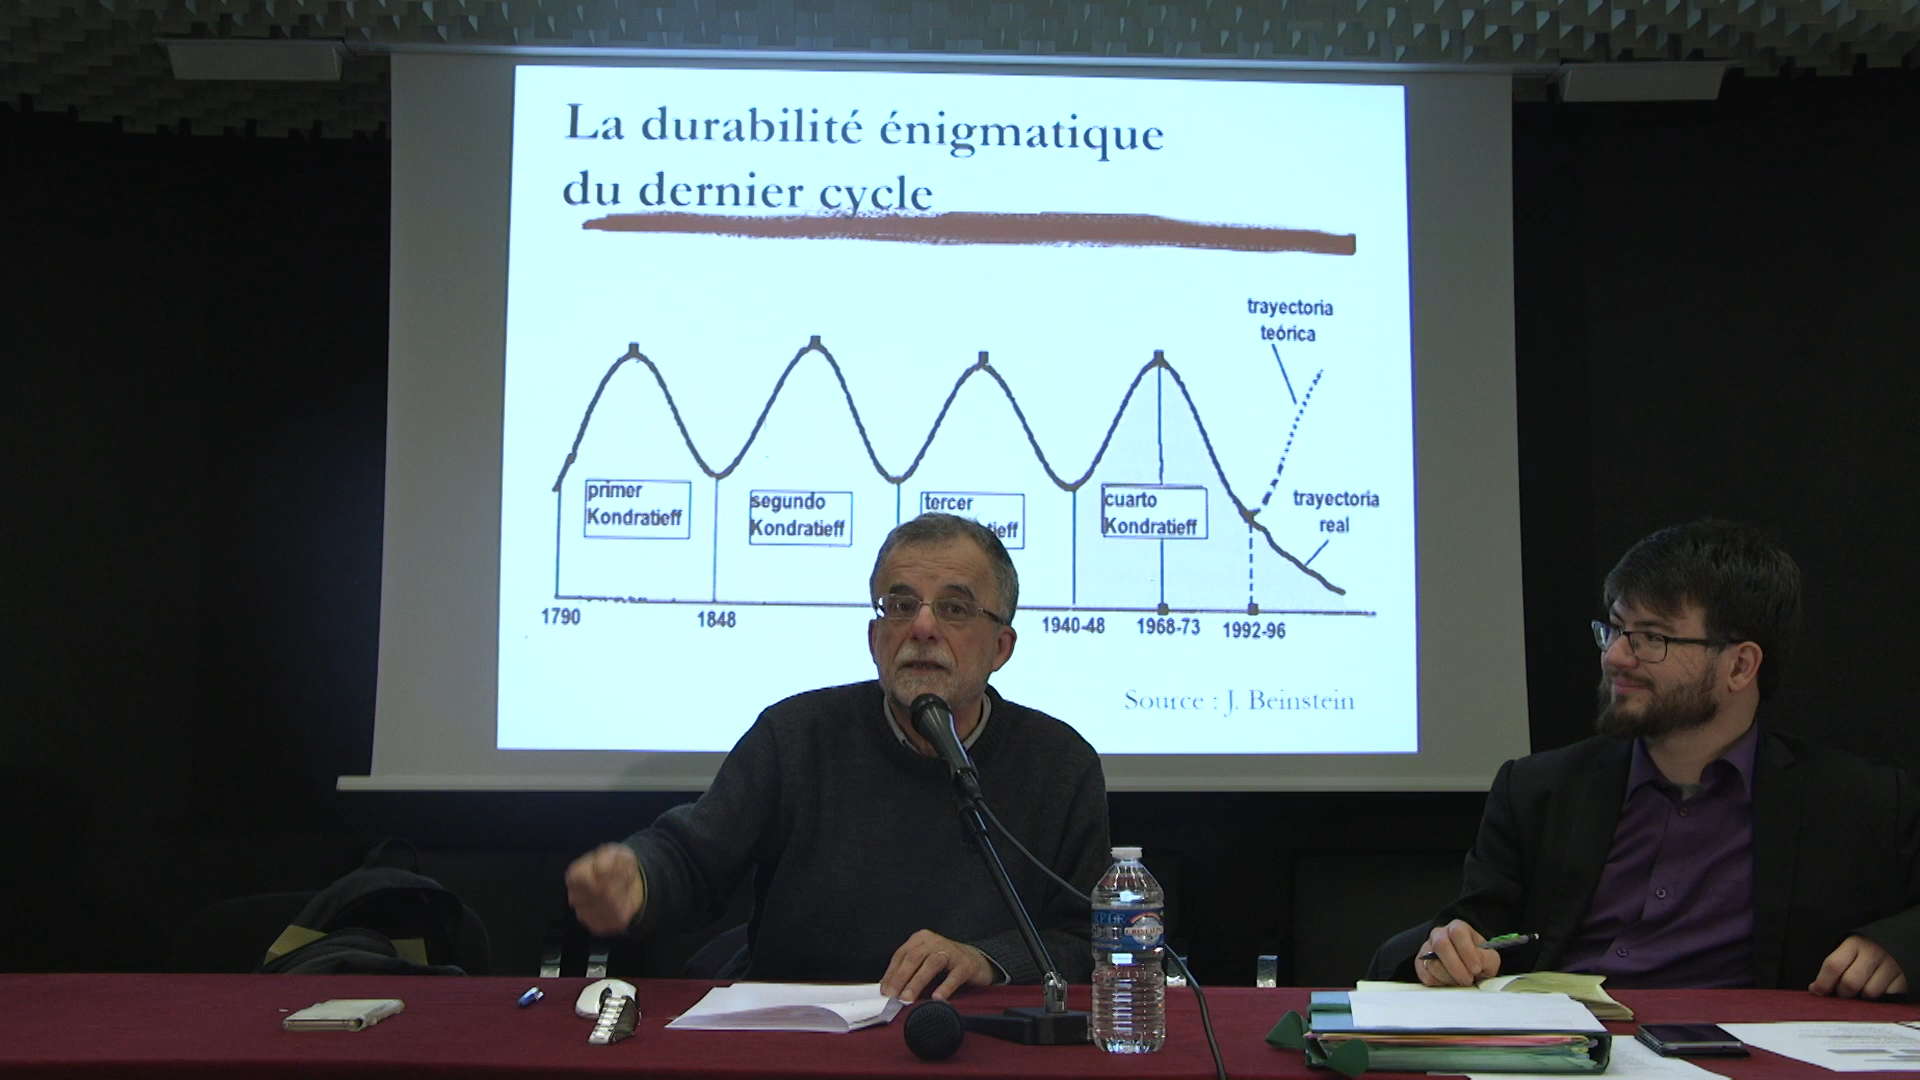 La durabilité énigmatique
du dernier cycle
trayectoria
teórica
trayectoria
real
primer
Kondratieff
segundo
Kondratieff
tercer
tieff
cuarto
Kondratieff
1790
1848
1940-48
1968-73
1992-96
Source : J. Beinstein